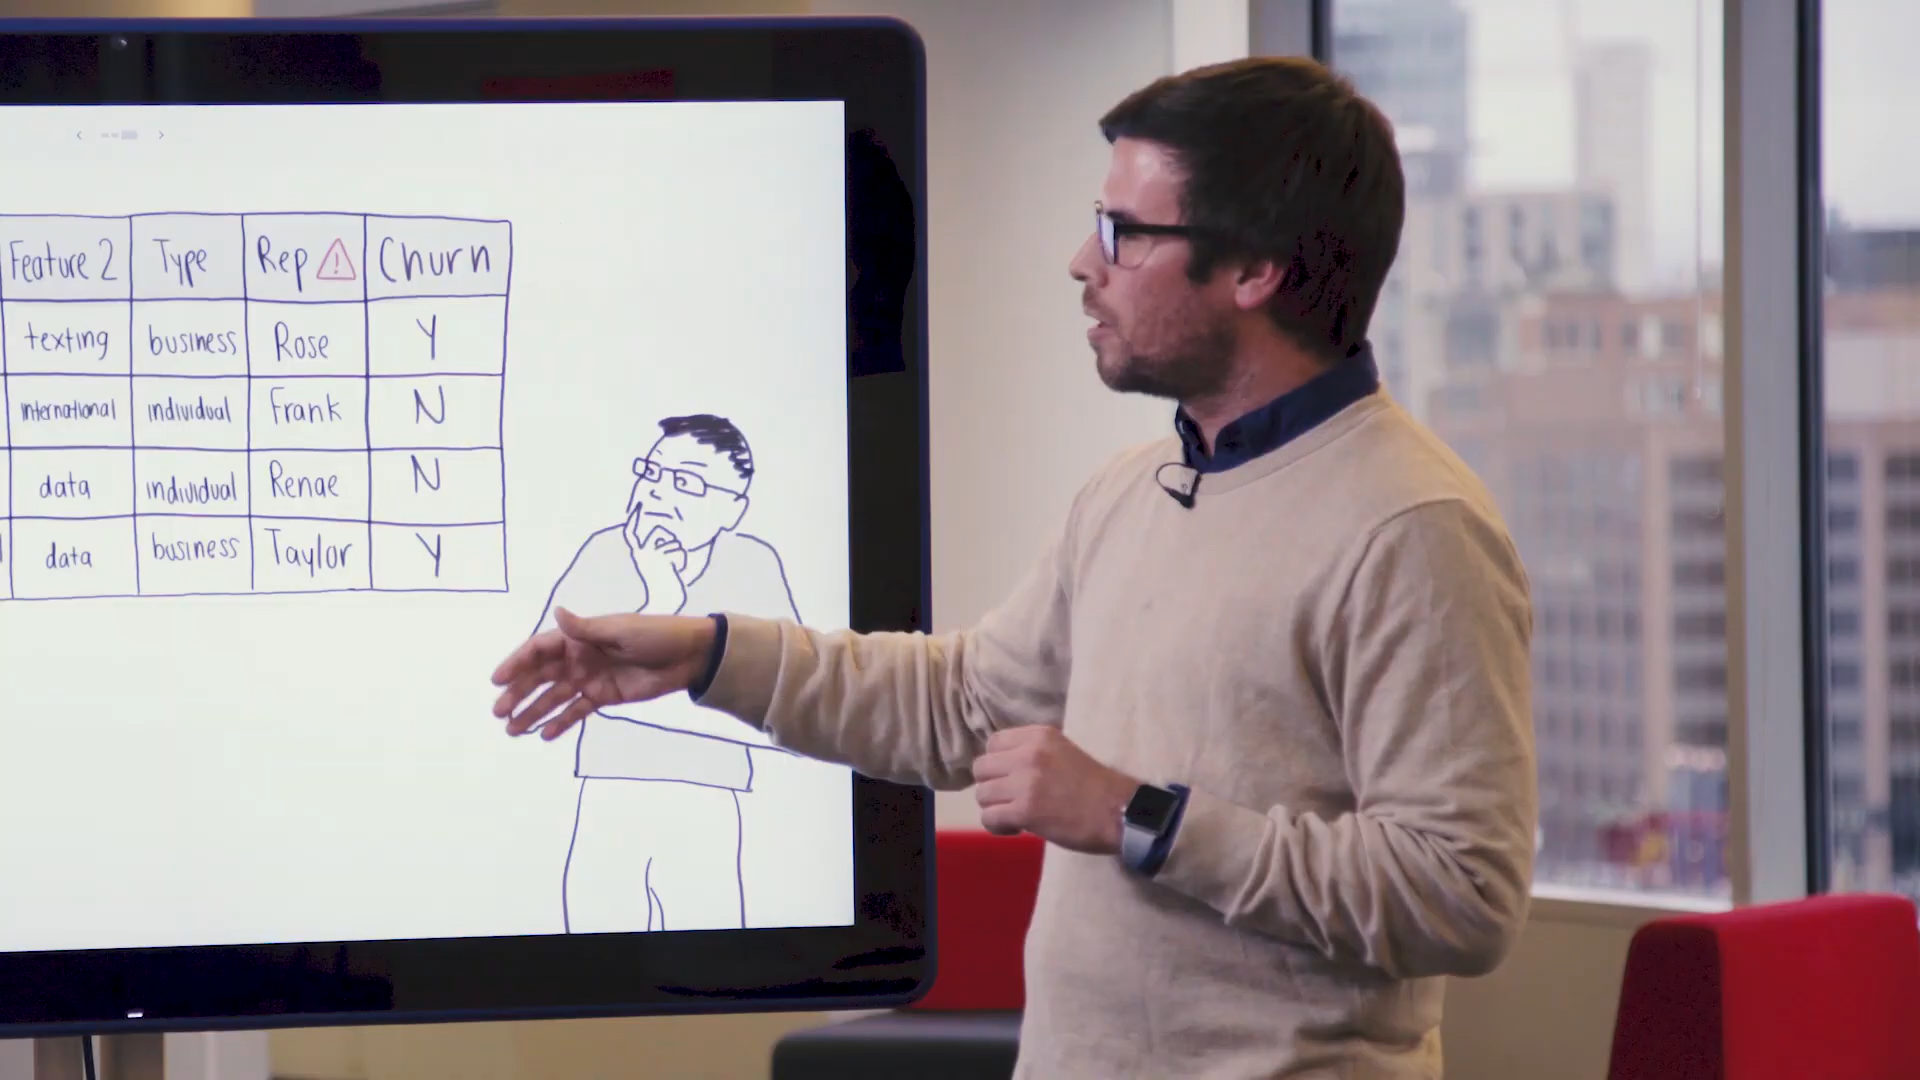 Feature 2 Type Rep Churn
texting business Rose Y
international individual Frank N
data individual Renae N
data business Taylor Y